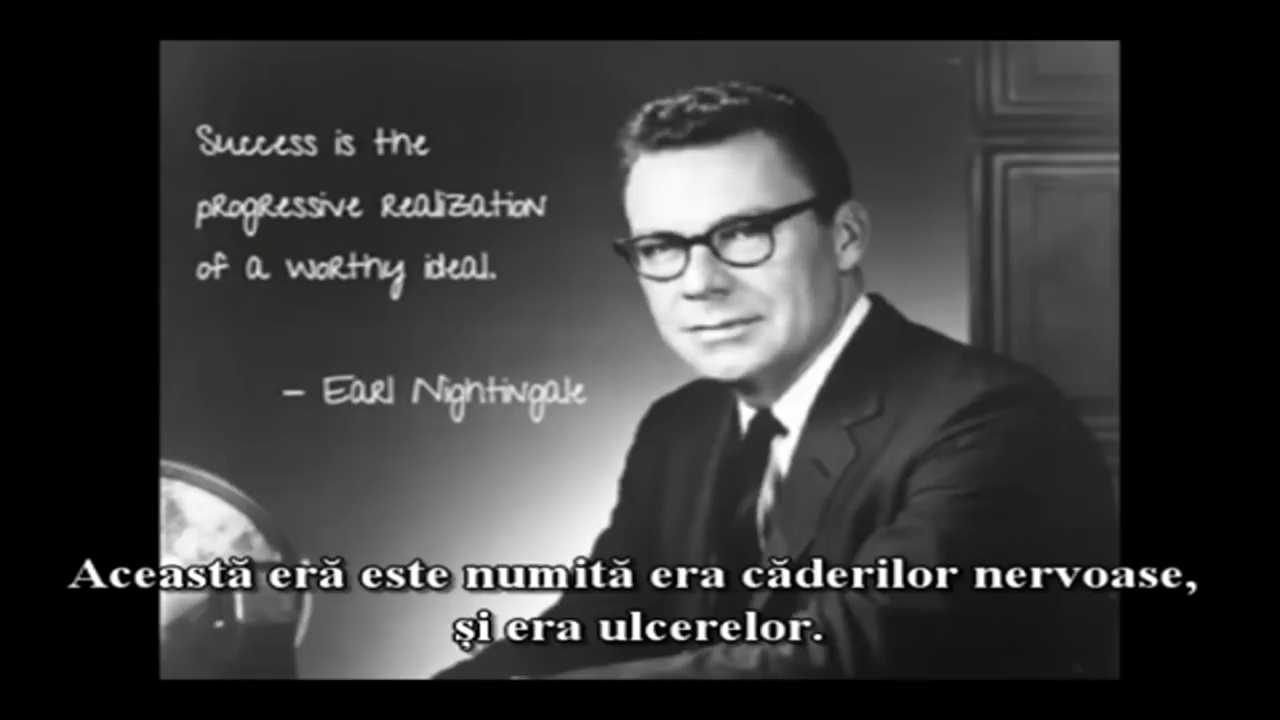 Success is the
progressive realization
of a worthy ideal.
– Earl Nightingale
Această eră este numită era căderilor nervoase,
și era ulcerelor.